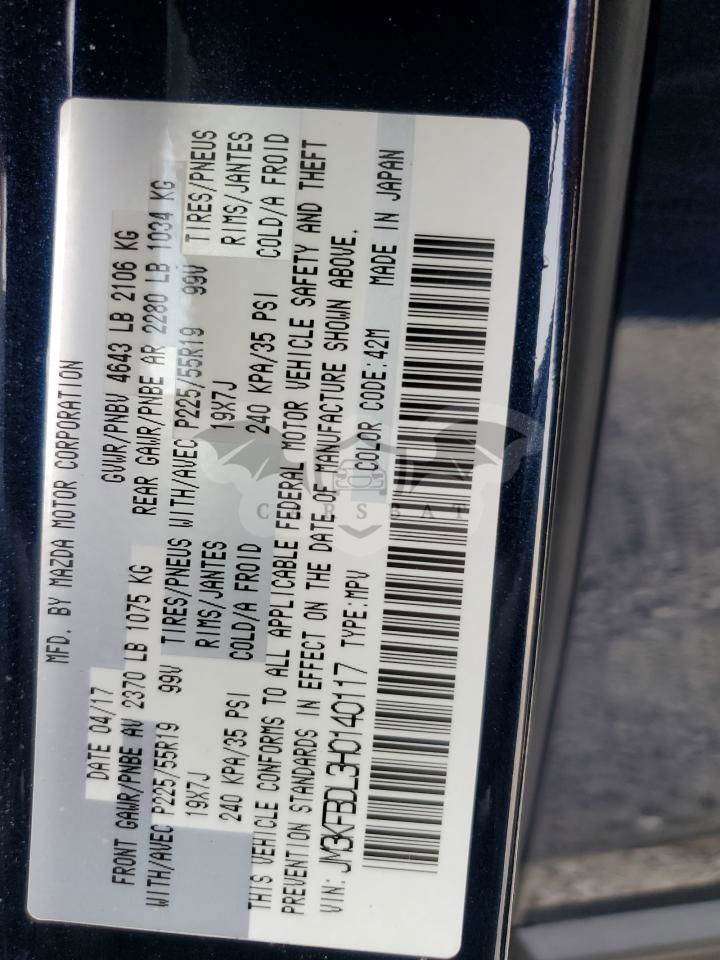 MFD. BY MAZDA MOTOR CORPORATION
DATE 04/17 GVWR/PNBV 4643 LB 2106 KG
FRONT GAWR/PNBE AV 2370 LB 1075 KG REAR GAWR/PNBE AR 2280 LB 1034 KG
WITH/AVEC P225/55R19 99V TIRES/PNEUS WITH/AVEC P225/55R19 99V TIRES/PNEUS
19X7J RIMS/JANTES 19X7J RIMS/JANTES
240 KPA/35 PSI COLD/A FROID 240 KPA/35 PSI COLD/A FROID
THIS VEHICLE CONFORMS TO ALL APPLICABLE FEDERAL MOTOR VEHICLE SAFETY AND THEFT
PREVENTION STANDARDS IN EFFECT ON THE DATE OF MANUFACTURE SHOWN ABOVE.
VIN: JM3KFBDL3H0140117 TYPE:MPV COLOR CODE:42M MADE IN JAPAN
CARSBAT